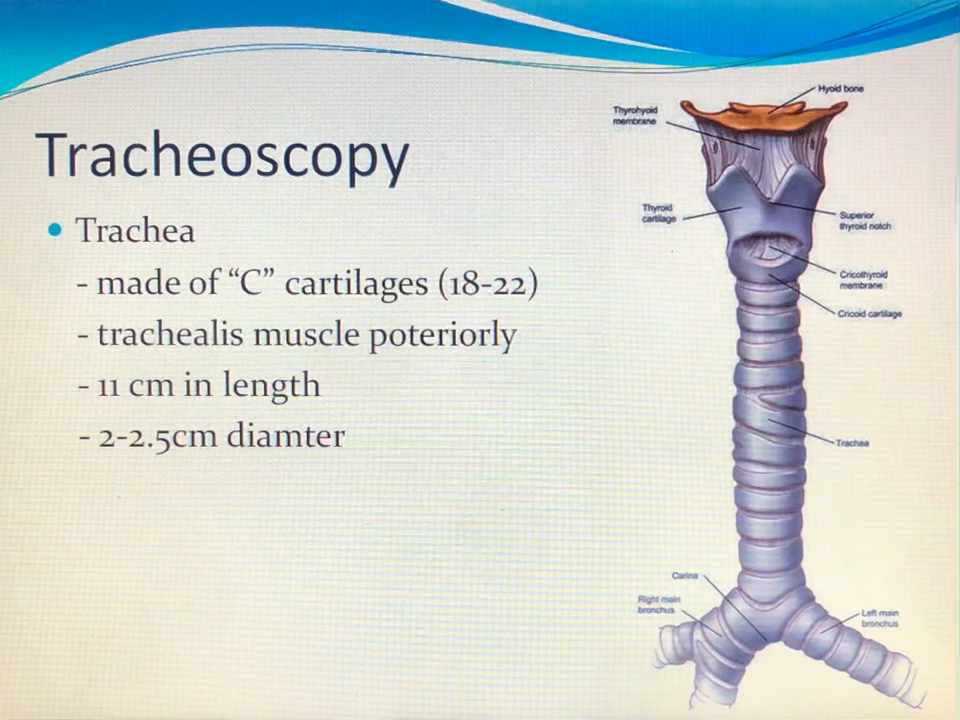 Tracheoscopy
• Trachea
- made of “C” cartilages (18-22)
- trachealis muscle poteriorly
- 11 cm in length
- 2-2.5cm diamter
Hyoid bone
Thyrohyoid
membrane
Thyroid
cartilage
Superior
thyroid notch
Cricothyroid
membrane
Cricoid cartilage
Trachea
Carina
Right main
bronchus
Left main
bronchus